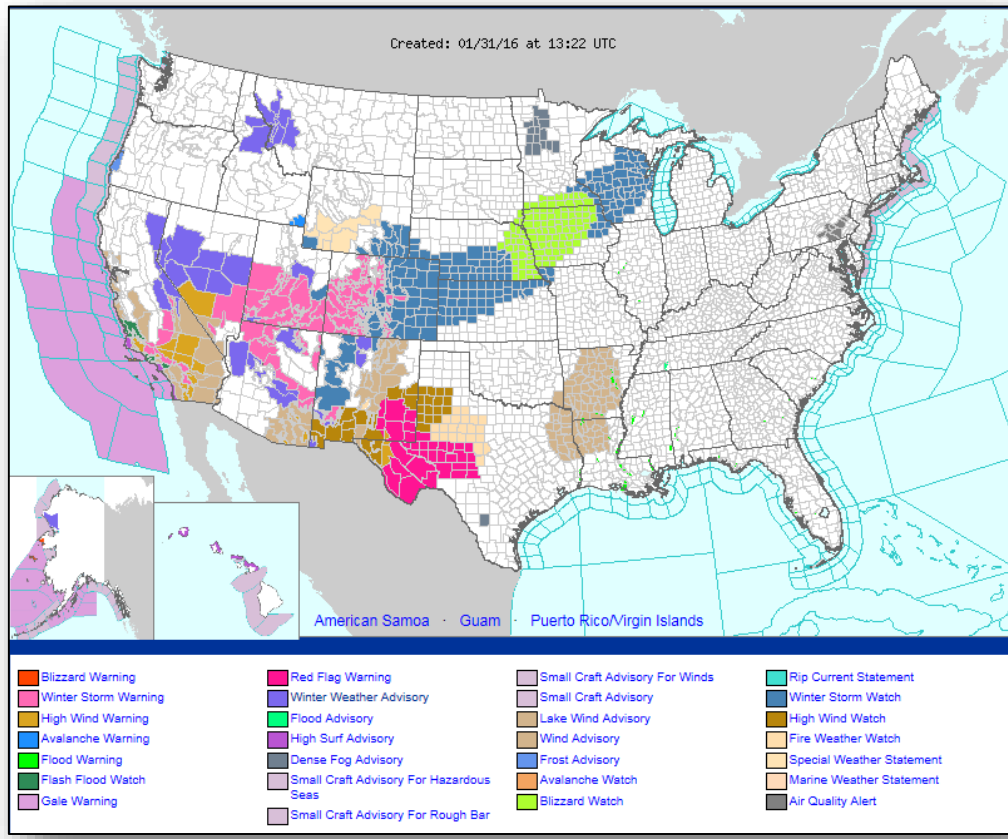 Created: 01/31/16 at 13:22 UTC
American Samoa · Guam · Puerto Rico/Virgin Islands
Blizzard Warning
Winter Storm Warning
High Wind Warning
Avalanche Warning
Flood Warning
Flash Flood Watch
Gale Warning
Red Flag Warning
Winter Weather Advisory
Flood Advisory
High Surf Advisory
Dense Fog Advisory
Small Craft Advisory For Hazardous
Seas
Small Craft Advisory For Rough Bar
Small Craft Advisory For Winds
Small Craft Advisory
Lake Wind Advisory
Wind Advisory
Frost Advisory
Avalanche Watch
Blizzard Watch
Rip Current Statement
Winter Storm Watch
High Wind Watch
Fire Weather Watch
Special Weather Statement
Marine Weather Statement
Air Quality Alert